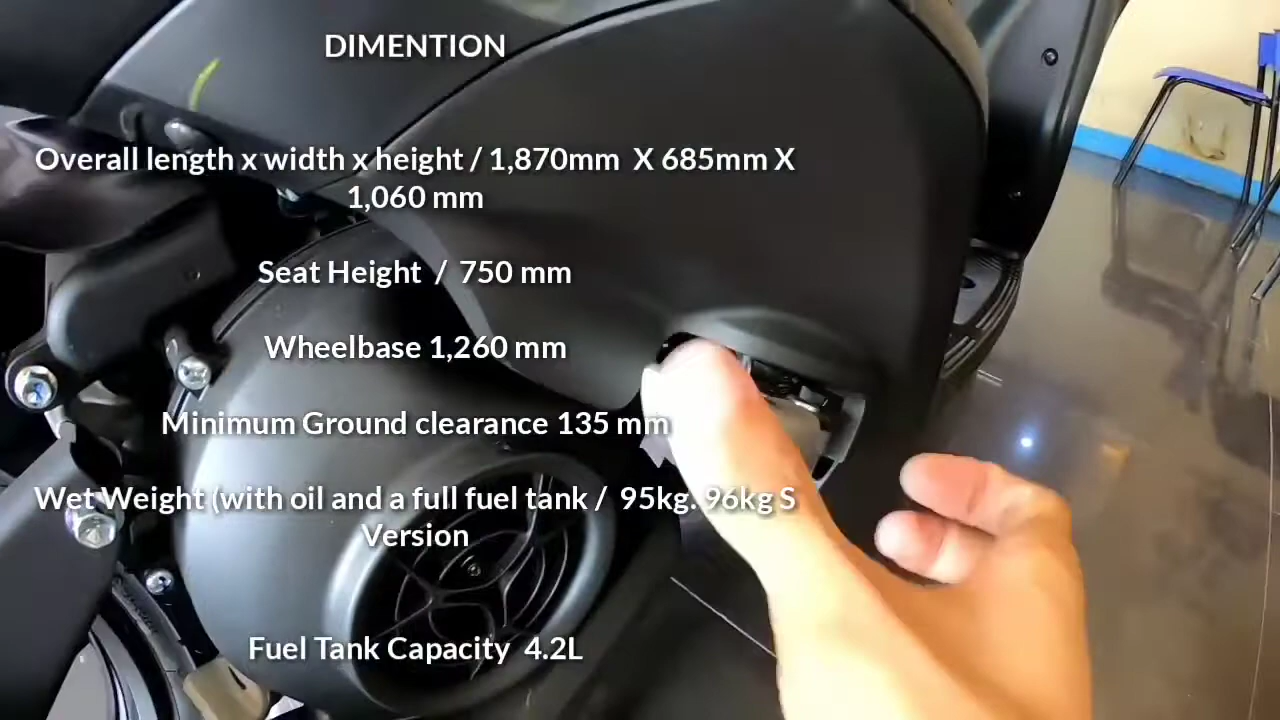 DIMENTION
Overall length x width x height / 1,870mm X 685mm X
1,060 mm
Seat Height / 750 mm
Wheelbase 1,260 mm
Minimum Ground clearance 135 mm
Wet Weight (with oil and a full fuel tank / 95kg. 96kg S
Version
Fuel Tank Capacity 4.2L